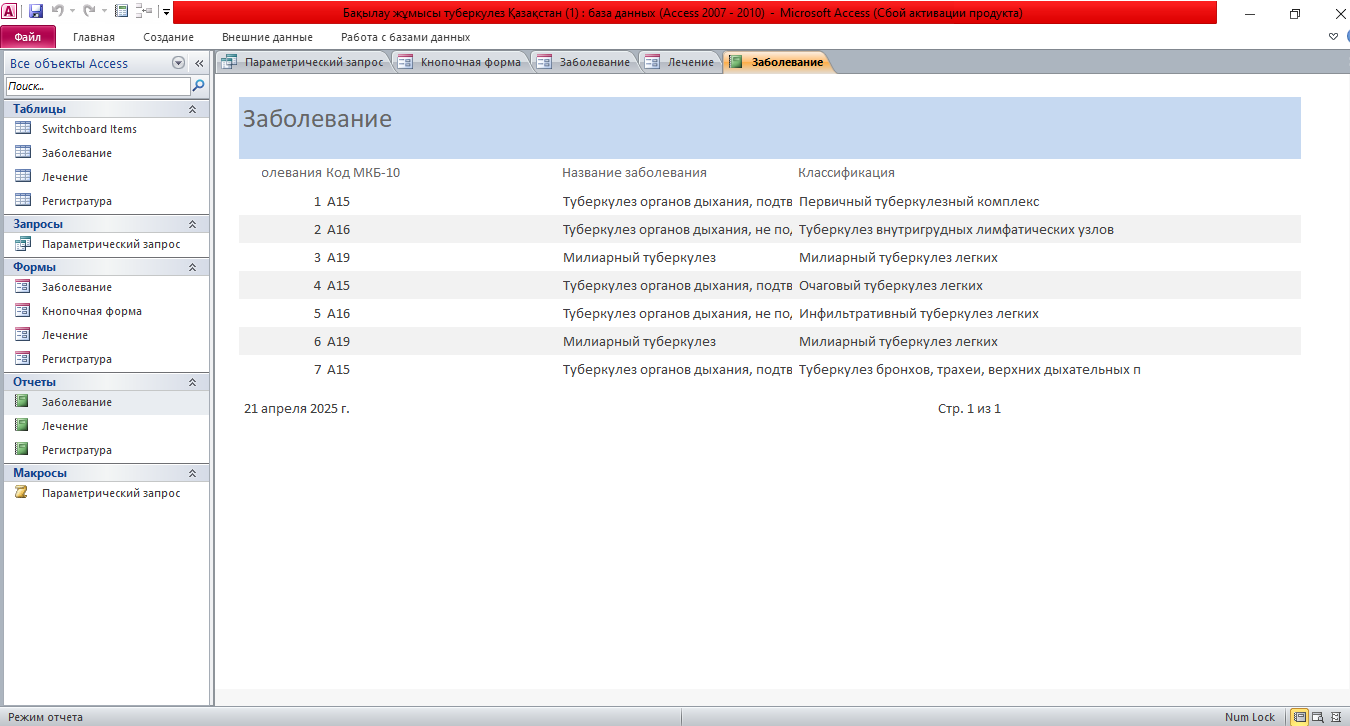 Бақылау жұмысы туберкулез Қазақстан (1) : база данных (Access 2007 - 2010) - Microsoft Access (Сбой активации продукта)
Файл Главная Создание Внешние данные Работа с базами данных
Все объекты Access
Поиск...
Таблицы
Switchboard Items
Заболевание
Лечение
Регистратура
Запросы
Параметрический запрос
Формы
Заболевание
Кнопочная форма
Лечение
Регистратура
Отчеты
Заболевание
Лечение
Регистратура
Макросы
Параметрический запрос
Параметрический запрос Кнопочная форма Заболевание Лечение Заболевание
Заболевание
олевания Код МКБ-10 Название заболевания Классификация
1 A15 Туберкулез органов дыхания, подтв Первичный туберкулезный комплекс
2 A16 Туберкулез органов дыхания, не по, Туберкулез внутригрудных лимфатических узлов
3 A19 Милиарный туберкулез Милиарный туберкулез легких
4 A15 Туберкулез органов дыхания, подтв Очаговый туберкулез легких
5 A16 Туберкулез органов дыхания, не по, Инфильтративный туберкулез легких
6 A19 Милиарный туберкулез Милиарный туберкулез легких
7 A15 Туберкулез органов дыхания, подтв Туберкулез бронхов, трахеи, верхних дыхательных п
21 апреля 2025 г. Стр. 1 из 1
Режим отчета Num Lock